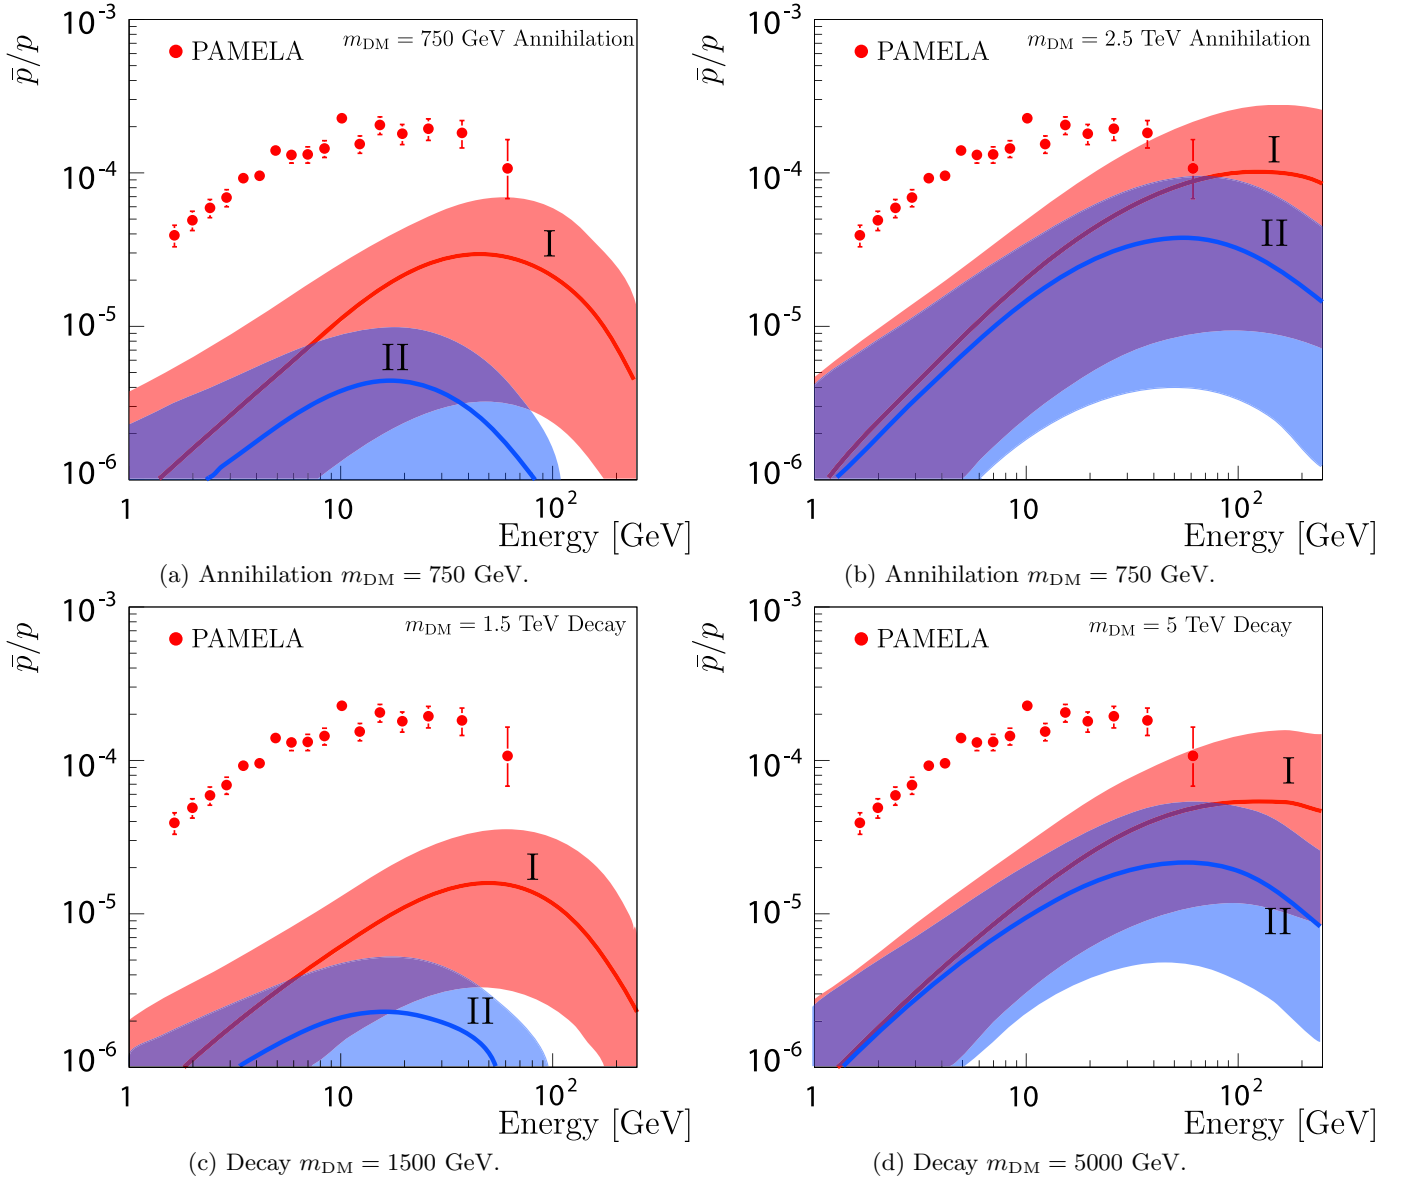 10^-3
p̄/p
PAMELA
m_DM = 750 GeV Annihilation
10^-4
I
10^-5
II
10^-6
1
10
10^2
Energy [GeV]
(a) Annihilation m_DM = 750 GeV.
10^-3
p̄/p
PAMELA
m_DM = 2.5 TeV Annihilation
10^-4
I
II
10^-5
10^-6
1
10
10^2
Energy [GeV]
(b) Annihilation m_DM = 750 GeV.
10^-3
p̄/p
PAMELA
m_DM = 1.5 TeV Decay
10^-4
I
10^-5
II
10^-6
1
10
10^2
Energy [GeV]
(c) Decay m_DM = 1500 GeV.
10^-3
p̄/p
PAMELA
m_DM = 5 TeV Decay
10^-4
I
10^-5
II
10^-6
1
10
10^2
Energy [GeV]
(d) Decay m_DM = 5000 GeV.